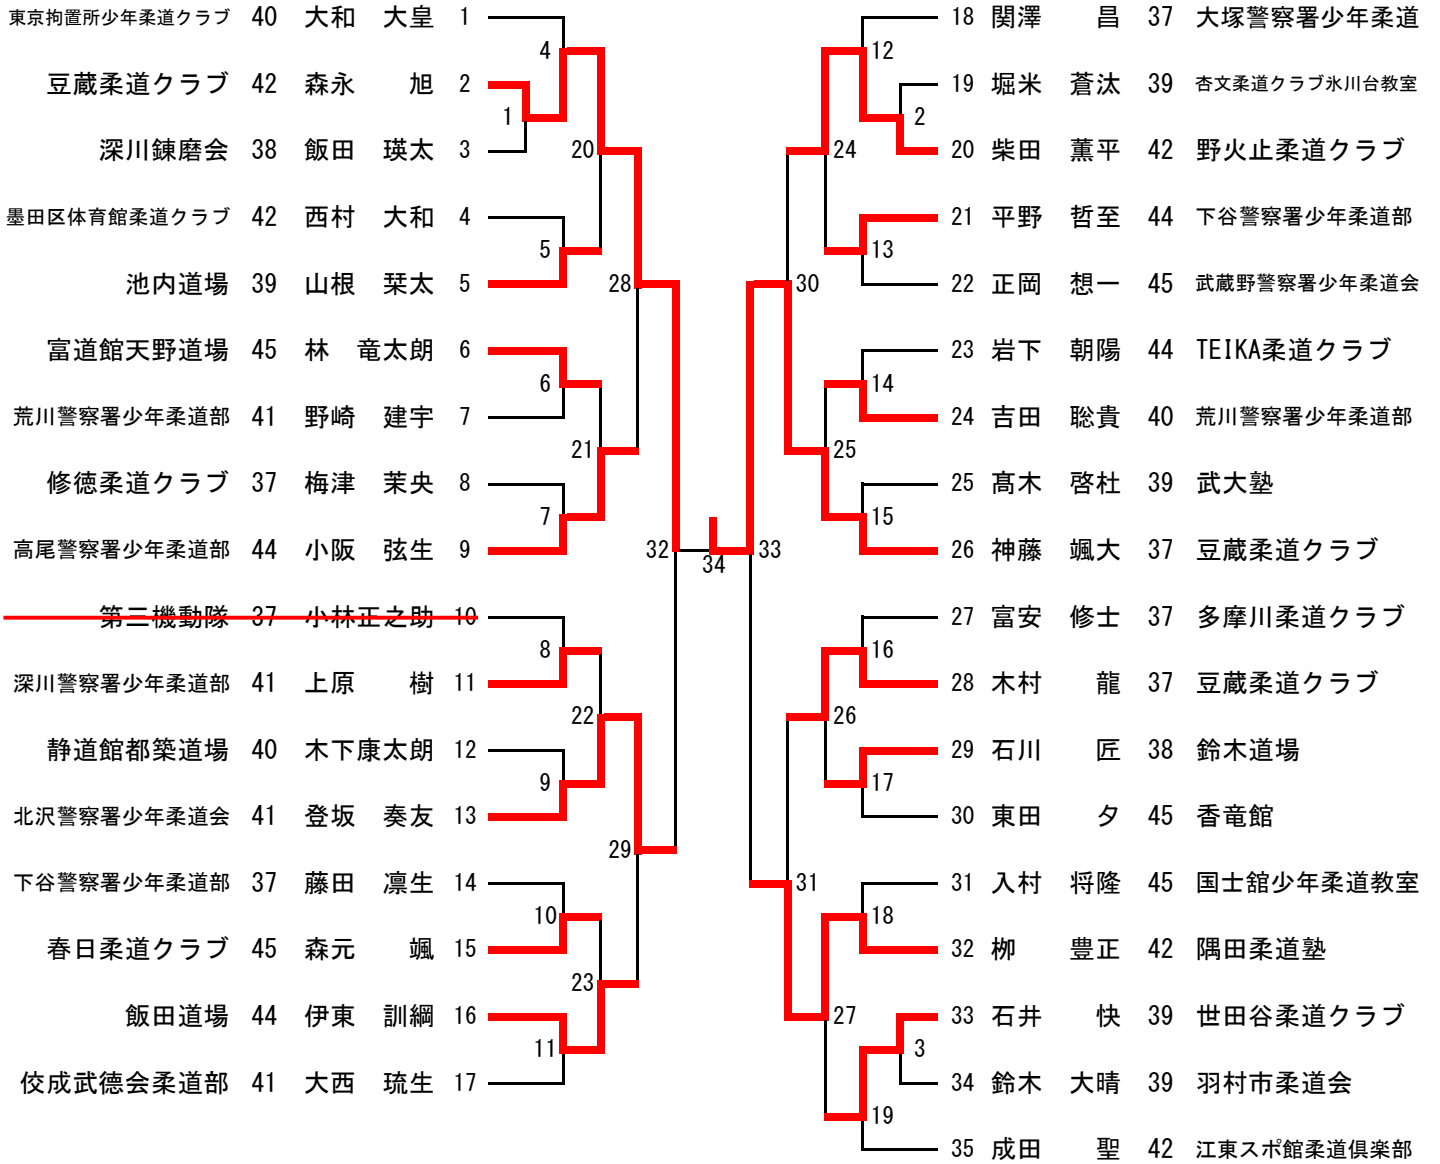 東京拘置所少年柔道クラブ 40 大和 大皇 1
豆蔵柔道クラブ 42 森永 旭 2
深川錬磨会 38 飯田 瑛太 3
墨田区体育館柔道クラブ 42 西村 大和 4
池内道場 39 山根 栞太 5
富道館天野道場 45 林 竜太朗 6
荒川警察署少年柔道部 41 野崎 建宇 7
修徳柔道クラブ 37 梅津 茉央 8
高尾警察署少年柔道部 44 小阪 弦生 9
第三機動隊 37 小林正之助 10
深川警察署少年柔道部 41 上原 樹 11
静道館都築道場 40 木下康太朗 12
北沢警察署少年柔道会 41 登坂 奏友 13
下谷警察署少年柔道部 37 藤田 凛生 14
春日柔道クラブ 45 森元 颯 15
飯田道場 44 伊東 訓綱 16
佼成武德会柔道部 41 大西 琉生 17
4
1
20
5
28
6
21
7
32
8
22
9
29
10
23
11
34
33
12
2
24
13
30
14
25
15
16
26
17
31
18
27
3
19
18 関澤 昌 37 大塚警察署少年柔道
19 堀米 蒼汰 39 杏文柔道クラブ氷川台教室
20 柴田 薫平 42 野火止柔道クラブ
21 平野 哲至 44 下谷警察署少年柔道部
22 正岡 想一 45 武蔵野警察署少年柔道会
23 岩下 朝陽 44 TEIKA柔道クラブ
24 吉田 聡貴 40 荒川警察署少年柔道部
25 髙木 啓杜 39 武大塾
26 神藤 颯大 37 豆蔵柔道クラブ
27 富安 修士 37 多摩川柔道クラブ
28 木村 龍 37 豆蔵柔道クラブ
29 石川 匠 38 鈴木道場
30 東田 夕 45 香竜館
31 入村 将隆 45 国士舘少年柔道教室
32 栁 豊正 42 隅田柔道塾
33 石井 快 39 世田谷柔道クラブ
34 鈴木 大晴 39 羽村市柔道会
35 成田 聖 42 江東スポ館柔道倶楽部